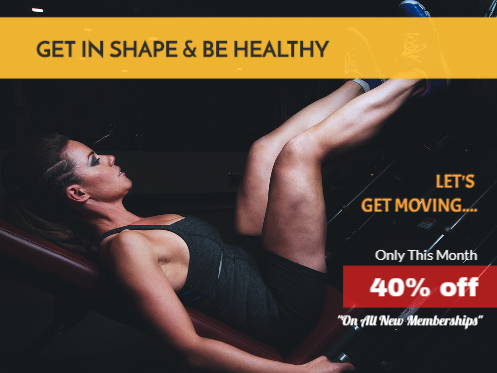 GET IN SHAPE & BE HEALTHY
LET'S
GET MOVING....
Only This Month
40% off
"On All New Memberships"